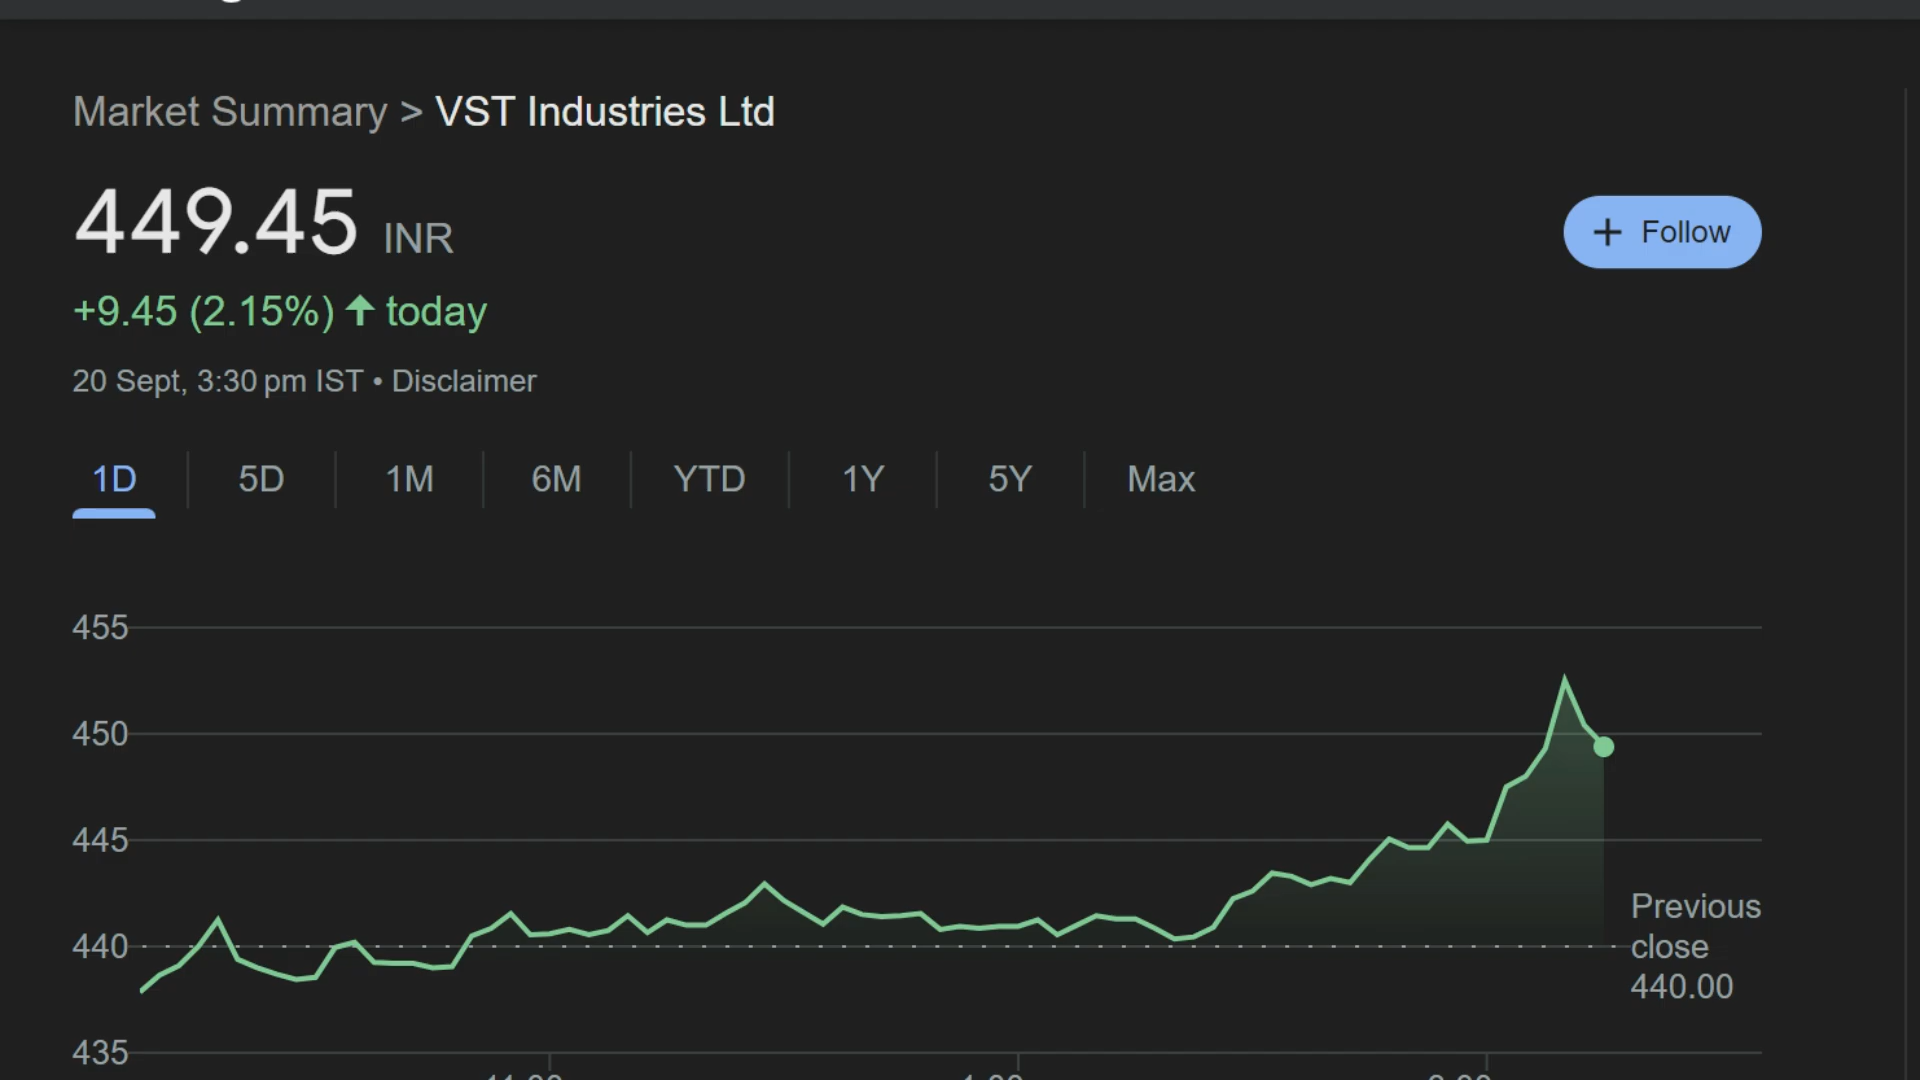 Market Summary > VST Industries Ltd
449.45 INR
+ Follow
+9.45 (2.15%) ↑ today
20 Sept, 3:30 pm IST • Disclaimer
1D 5D 1M 6M YTD 1Y 5Y Max
455
450
445
440
435
Previous
close
440.00